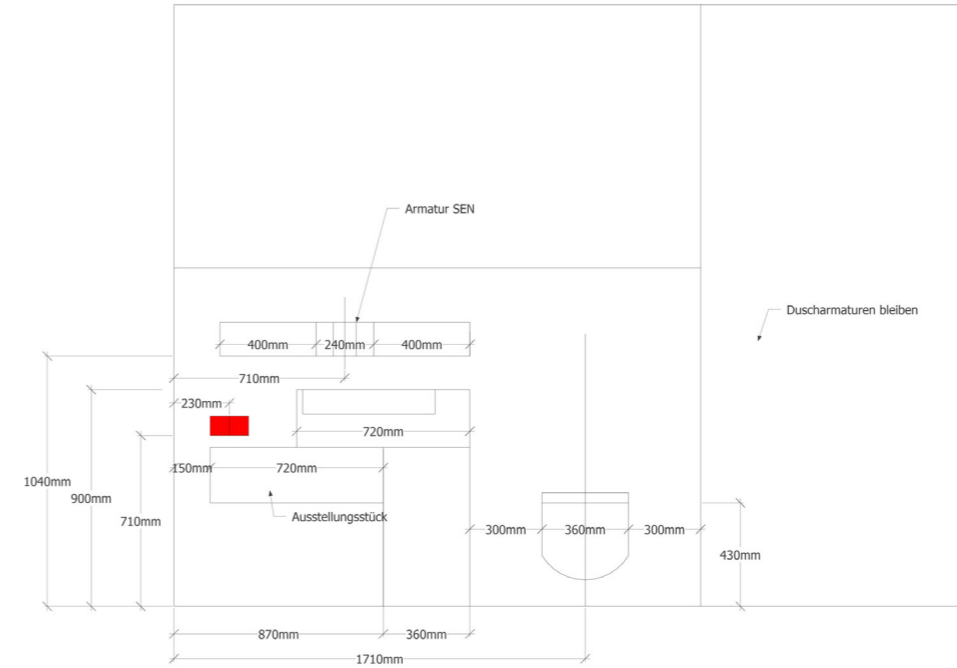 Armatur SEN
Duscharmaturen bleiben
400mm 240mm 400mm
710mm
230mm
720mm
150mm 720mm
1040mm
900mm
710mm
Ausstellungsstück
300mm 360mm 300mm
430mm
870mm 360mm
1710mm